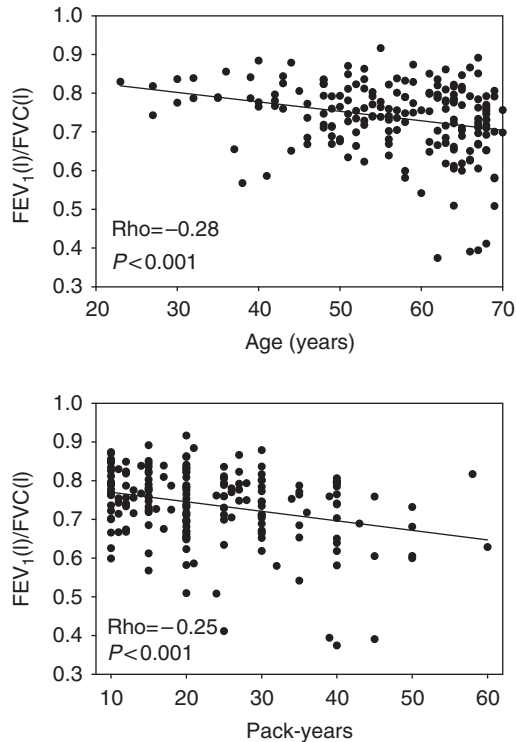 1.0
0.9
0.8
0.7
0.6
0.5
0.4
0.3
FEV₁(l)/FVC(l)
Rho=−0.28
P<0.001
20 30 40 50 60 70
Age (years)
1.0
0.9
0.8
0.7
0.6
0.5
0.4
0.3
FEV₁(l)/FVC(l)
Rho=−0.25
P<0.001
10 20 30 40 50 60
Pack-years